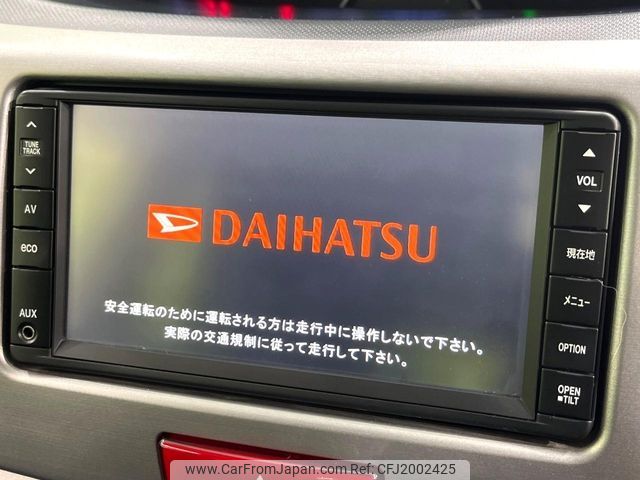 TUNE
TRACK
AV
eco
AUX
DAIHATSU
安全運転のために運転される方は走行中に操作しないで下さい。
実際の交通規制に従って走行して下さい。
VOL
現在地
メニュー
OPTION
OPEN
TILT
www.CarFromJapan.com | Car ID: CFJ2002425